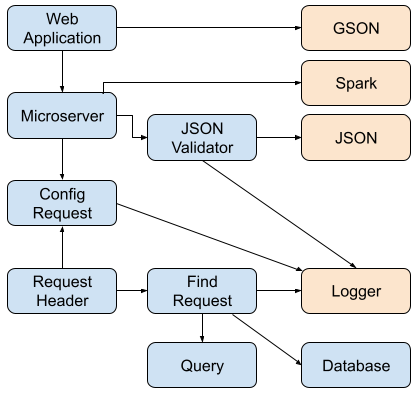 Web
Application
GSON
Spark
Microserver
JSON
Validator
JSON
Config
Request
Request
Header
Find
Request
Logger
Query
Database